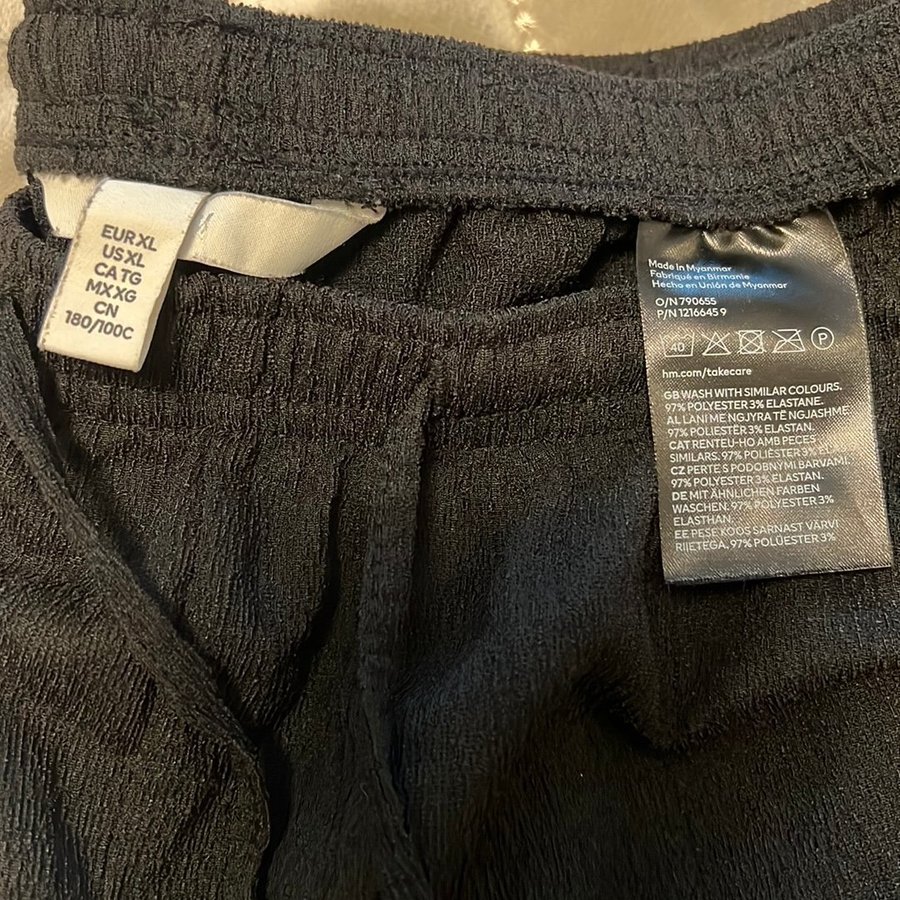 EUR XL
US XL
CA TG
MX XG
CN
180/100C
Made in Myanmar
Fabriqué en Birmanie
Hecho en Unión de Myanmar
O/N 790655
P/N 1216645 9
40
P
hm.com/takecare
GB WASH WITH SIMILAR COLOURS.
97% POLYESTER 3% ELASTANE.
AL LANI ME NGJYRA TË NGJASHME.
97% POLIESTËR 3% ELASTAN.
CAT RENTEU-HO AMB PECES
SIMILARS. 97% POLIÈSTER 3%
CZ PERTE S PODOBNÝMI BARVAMI.
97% POLYESTER 3% ELASTAN.
DE MIT ÄHNLICHEN FARBEN
WASCHEN. 97% POLYESTER 3%
ELASTHAN.
EE PESE KOOS SARNAST VÄRVI
RIIETEGA. 97% POLÜESTER 3%